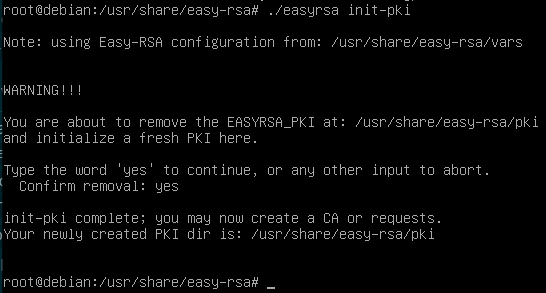 root@debian:/usr/share/easy-rsa# ./easyrsa init-pki
Note: using Easy-RSA configuration from: /usr/share/easy-rsa/vars
WARNING!!!
You are about to remove the EASYRSA_PKI at: /usr/share/easy-rsa/pki
and initialize a fresh PKI here.
Type the word 'yes' to continue, or any other input to abort.
  Confirm removal: yes
init-pki complete; you may now create a CA or requests.
Your newly created PKI dir is: /usr/share/easy-rsa/pki
root@debian:/usr/share/easy-rsa# _